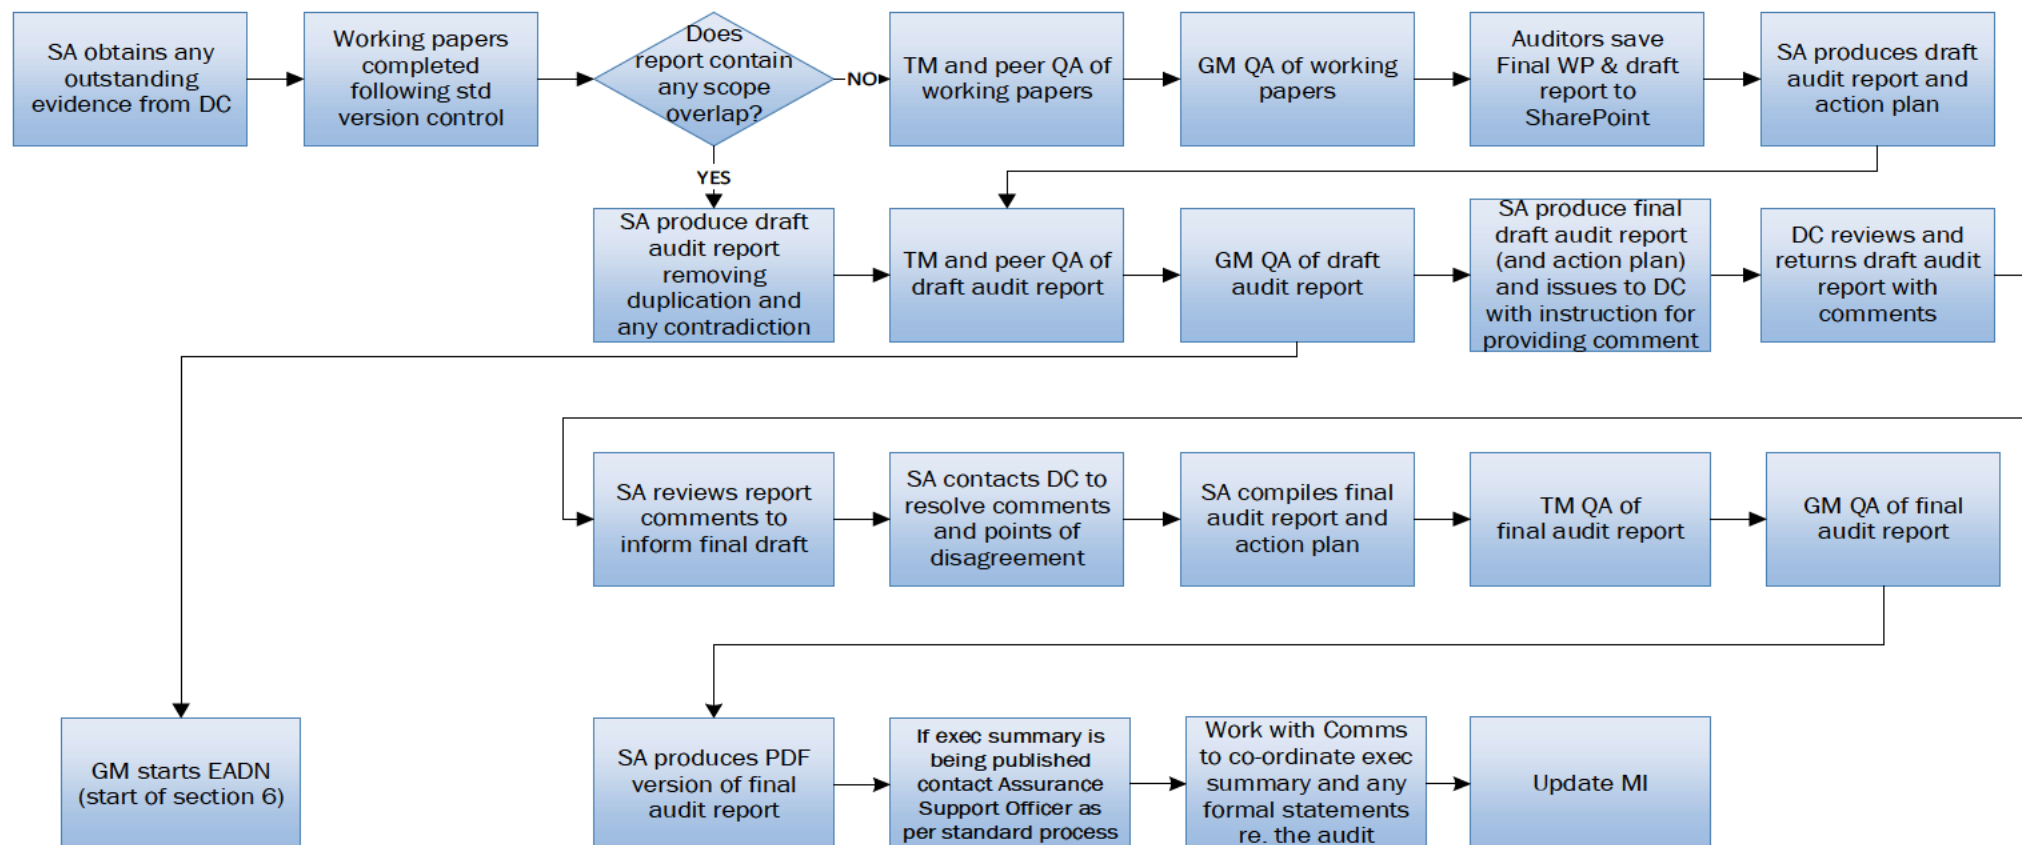 SA obtains any
outstanding
evidence from DC
Working papers
completed
following std
version control
Does
report contain
any scope
overlap?
NO
TM and peer QA of
working papers
GM QA of working
papers
Auditors save
Final WP & draft
report to
SharePoint
SA produces draft
audit report and
action plan
YES
SA produce draft
audit report
removing
duplication and
any contradiction
TM and peer QA of
draft audit report
GM QA of draft
audit report
SA produce final
draft audit report
(and action plan)
and issues to DC
with instruction for
providing comment
DC reviews and
returns draft audit
report with
comments
SA reviews report
comments to
inform final draft
SA contacts DC to
resolve comments
and points of
disagreement
SA compiles final
audit report and
action plan
TM QA of
final audit report
GM QA of final
audit report
GM starts EADN
(start of section 6)
SA produces PDF
version of final
audit report
If exec summary is
being published
contact Assurance
Support Officer as
per standard process
Work with Comms
to co-ordinate exec
summary and any
formal statements
re. the audit
Update MI